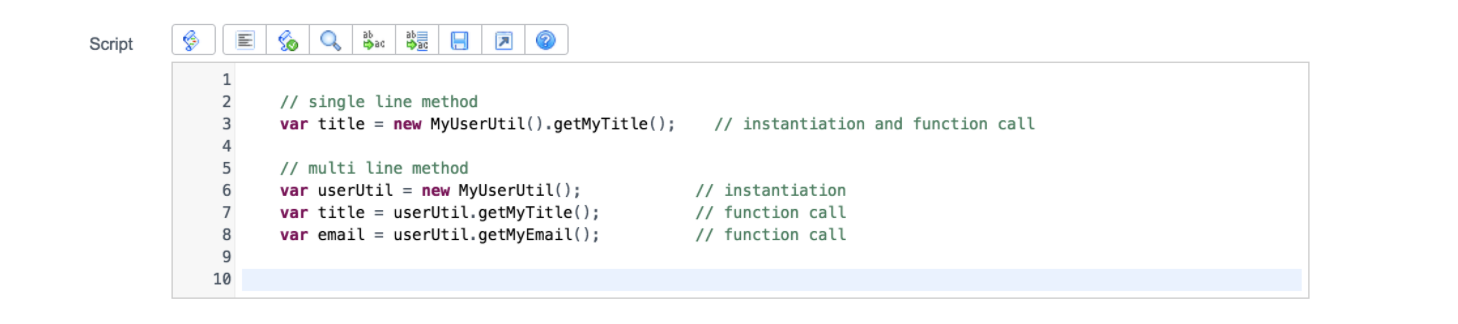 Script
ab
ac
ab
ac
?
1
2 // single line method
3 var title = new MyUserUtil().getMyTitle(); // instantiation and function call
4
5 // multi line method
6 var userUtil = new MyUserUtil(); // instantiation
7 var title = userUtil.getMyTitle(); // function call
8 var email = userUtil.getMyEmail(); // function call
9
10